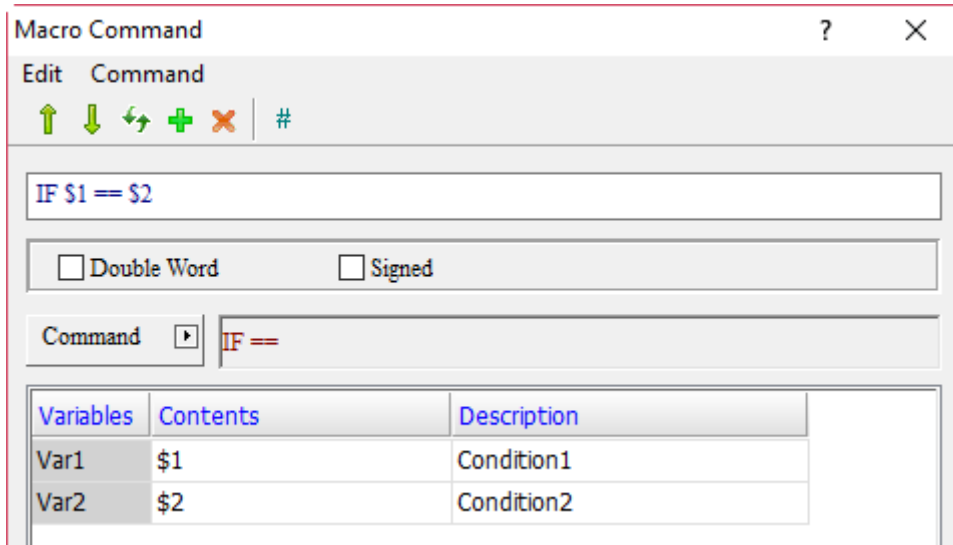 Macro Command ?
Edit Command
#
IF $1 == $2
Double Word Signed
Command IF ==
Variables Contents Description
Var1 $1 Condition1
Var2 $2 Condition2